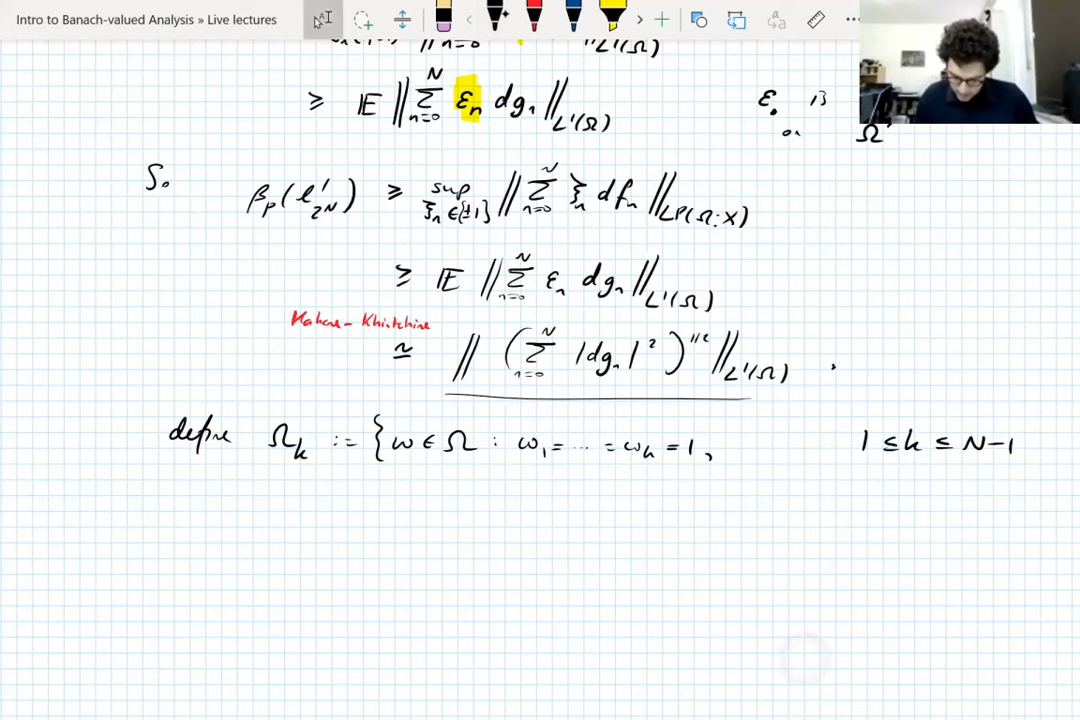 Intro to Banach-valued Analysis » Live lectures
≥ 𝔼 ‖ Σ_{n=0}^{N} ε_n dg_n ‖_{L¹(Ω)}
ε. is
on Ω'
So
β_p(ℓ¹_{2^N}) ≥ sup_{ξ_n ∈ {±1}} ‖ Σ_{n=0}^{N} ξ_n df_n ‖_{L^p(Ω;X)}
≥ 𝔼 ‖ Σ_{n=0}^{N} ε_n dg_n ‖_{L¹(Ω)}
Kahane - Khintchine
≃ ‖ ( Σ_{n=0}^{N} |dg_n|² )^{1/2} ‖_{L¹(Ω)} .
define Ω_k := { ω ∈ Ω : ω_1 = ... = ω_k = 1, 1 ≤ k ≤ N-1